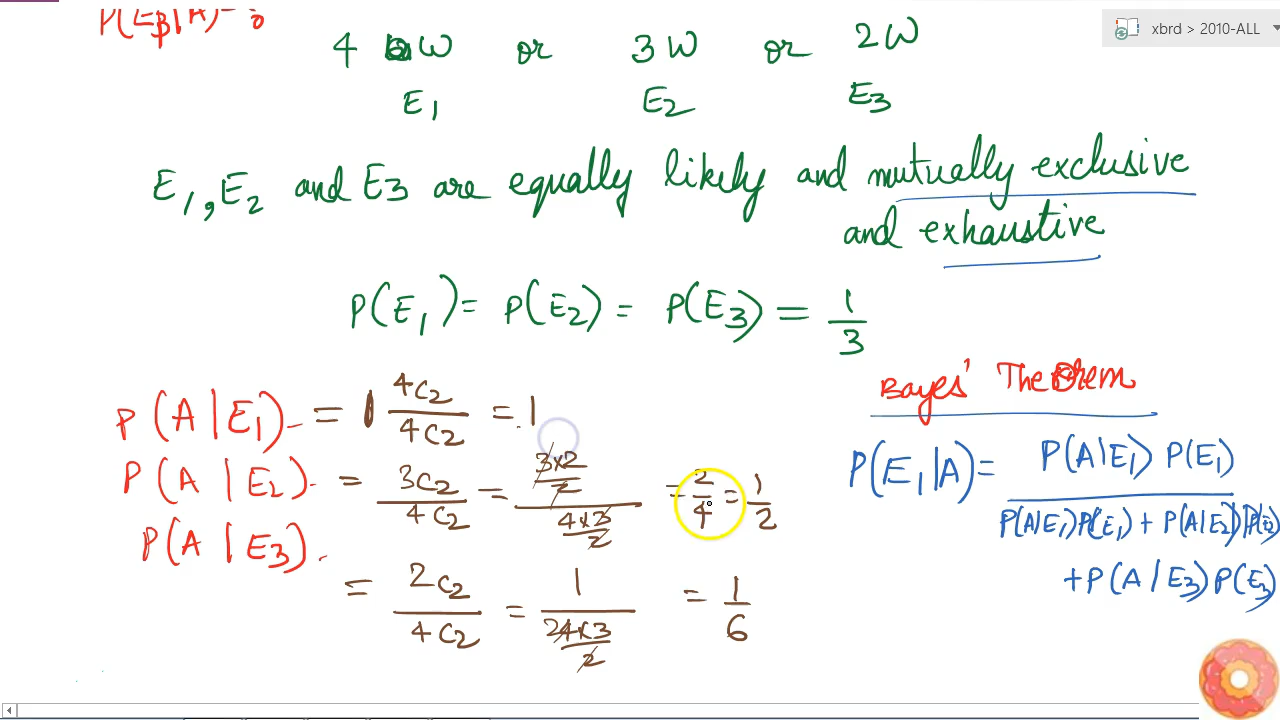 P(E3|A)=
xbrd > 2010-ALL
4 W or 3 W or 2 W
E1 E2 E3
E1, E2 and E3 are equally likely and mutually exclusive
and exhaustive
P(E1) = P(E2) = P(E3) = 1/3
Bayes' Theorem
P(A|E1) = 4C2/4C2 = 1
P(A|E2) = 3C2/4C2 = (3×2/2)/(4×3/2) = 2/4 = 1/2
P(A|E3)
= 2C2/4C2 = 1/(24×3/2) = 1/6
P(E1|A) = P(A|E1) P(E1)
P(A|E1)P(E1) + P(A|E2)P(E2)
+ P(A|E3) P(E3)